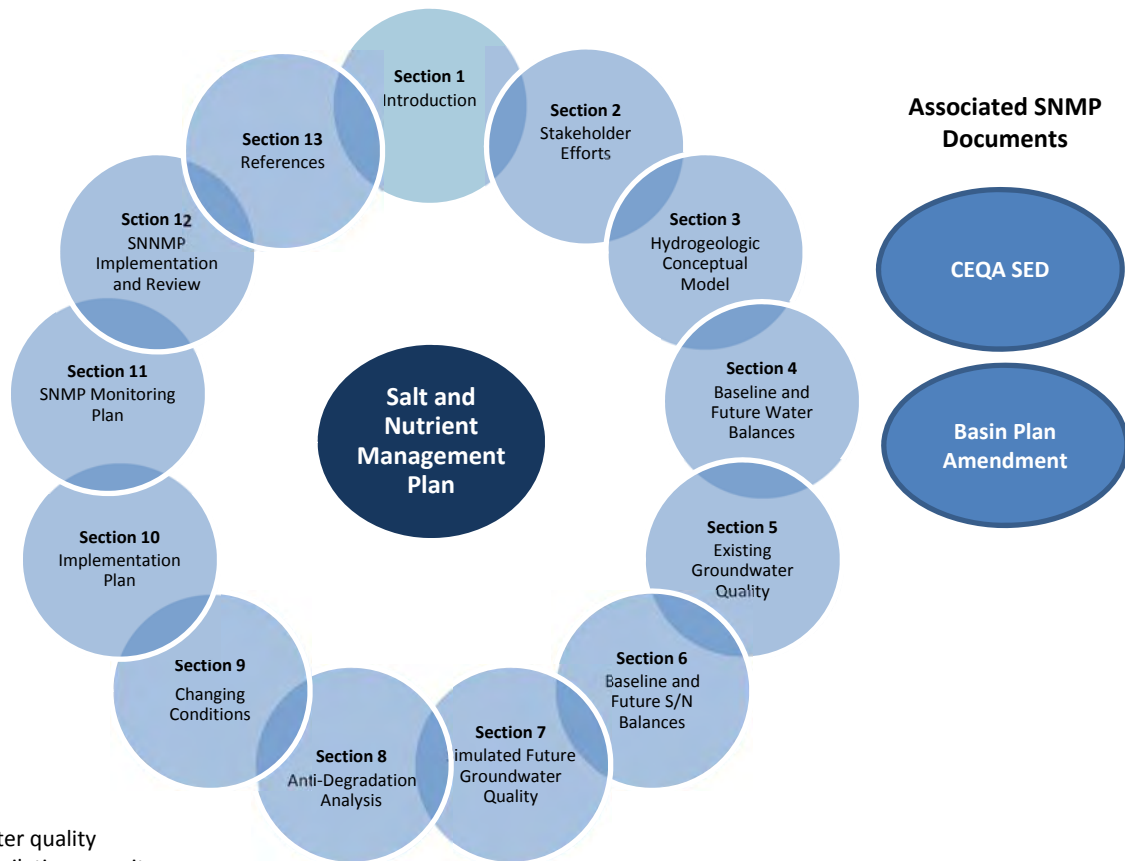 Section 1
Introduction
Section 2
Stakeholder
Efforts
Section 3
Hydrogeologic
Conceptual
Model
Section 4
Baseline and
Future Water
Balances
Section 5
Existing
Groundwater
Quality
Section 6
Baseline and
Future S/N
Balances
Section 7
imulated Future
Groundwater
Quality
Section 8
Anti-Degradation
Analysis
Section 9
Changing
Conditions
Section 10
Implementation
Plan
Section 11
SNMP Monitoring
Plan
Sction 12
SNNMP
Implementation
and Review
Section 13
References
Salt and
Nutrient
Management
Plan
Associated SNMP
Documents
CEQA SED
Basin Plan
Amendment
ter quality